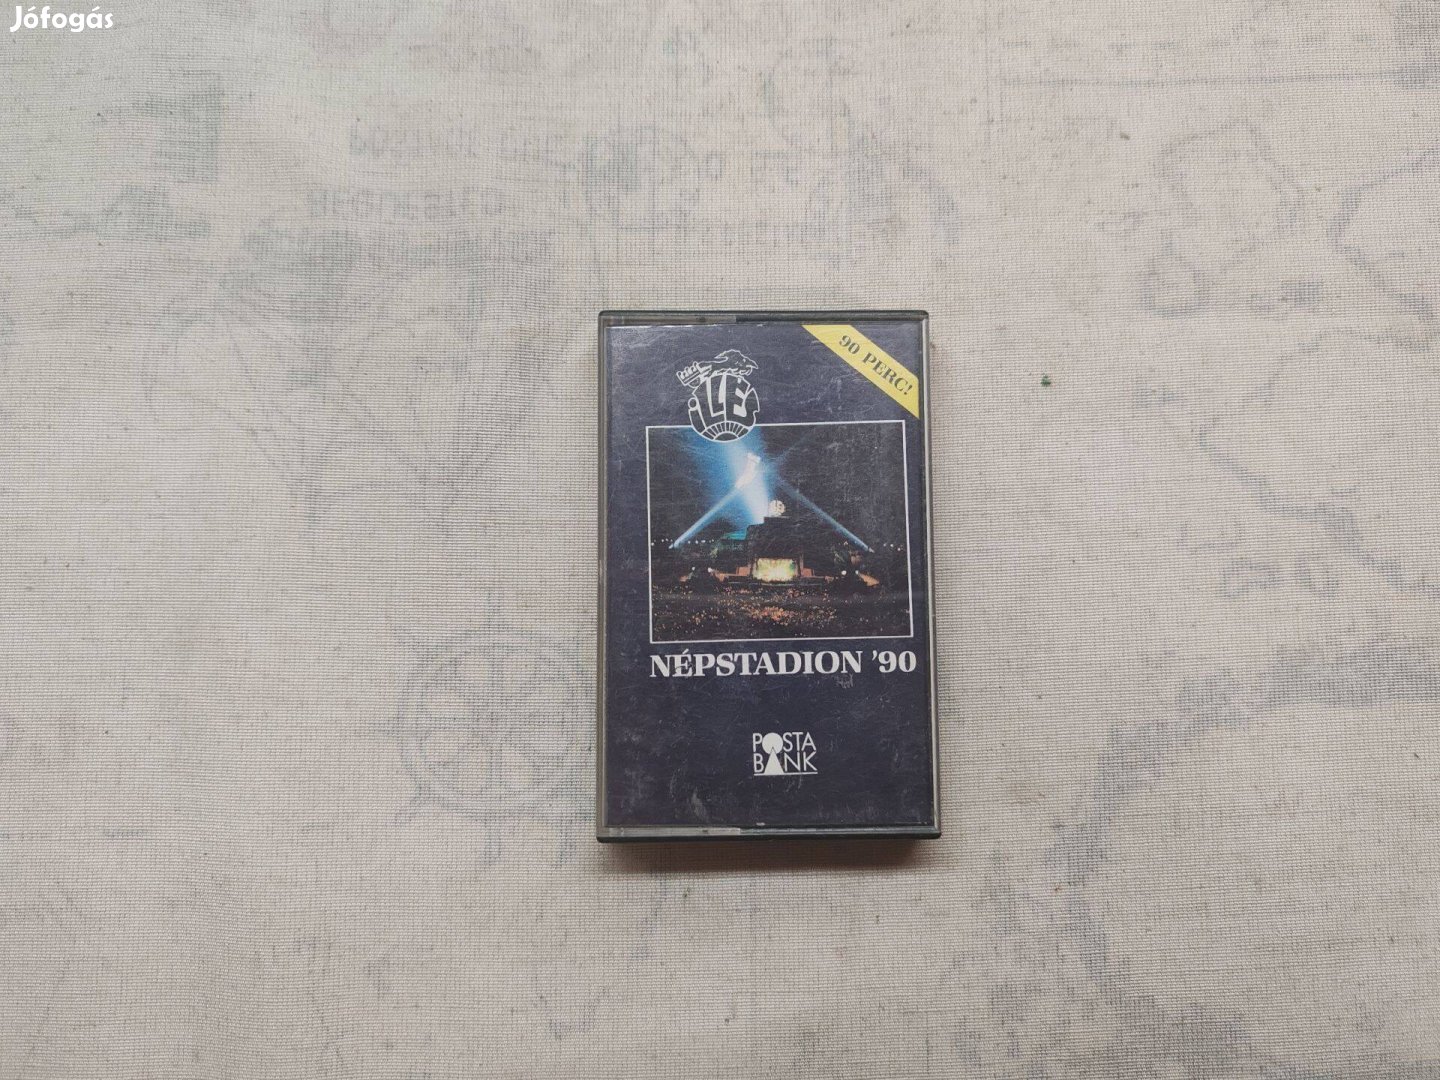 Jófogás
90 PERC!
iLLÉS
NÉPSTADION '90
POSTA
BANK